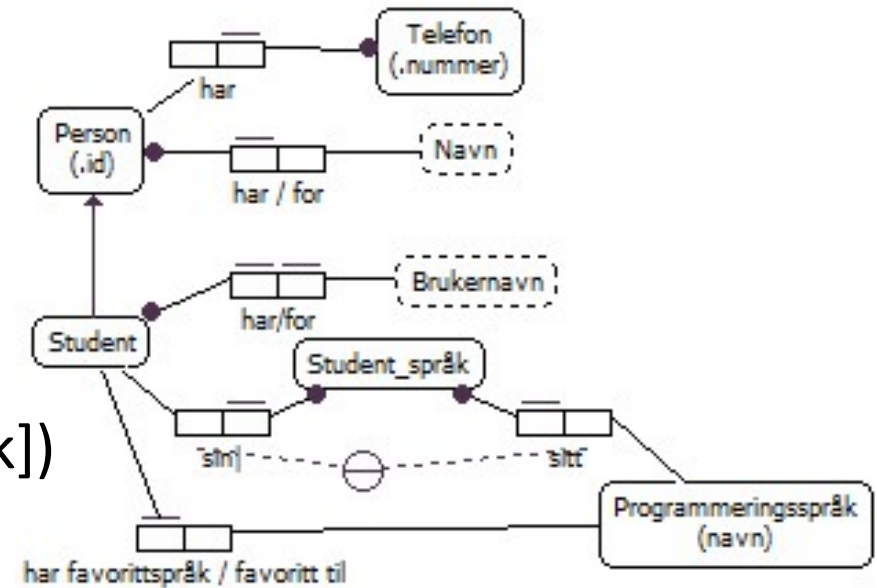 Telefon
(.nummer)
har
Person
(.id)
Navn
har / for
Brukernavn
har/for
Student
Student_språk
k])
sin
sitt
Programmeringsspråk
(navn)
har favorittspråk / favoritt til